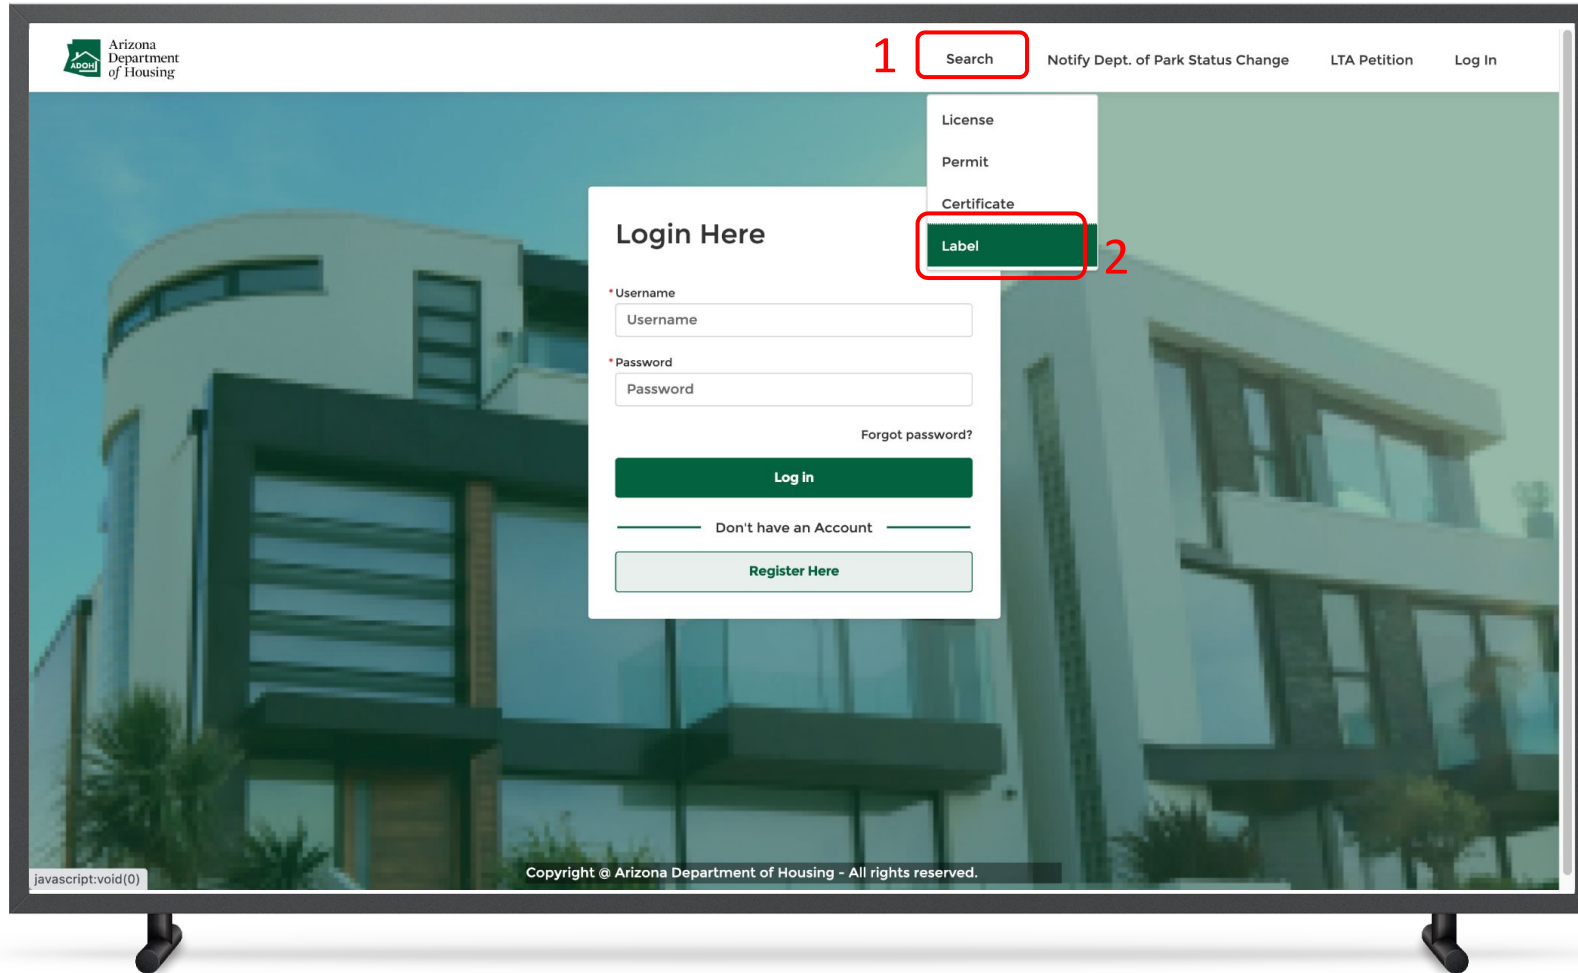 Arizona
Department
of Housing
ADOH
1
Search
Notify Dept. of Park Status Change
LTA Petition
Log In
License
Permit
Certificate
Label
2
Login Here
*Username
Username
*Password
Password
Forgot password?
Log in
Don't have an Account
Register Here
Copyright @ Arizona Department of Housing - All rights reserved.
javascript:void(0)